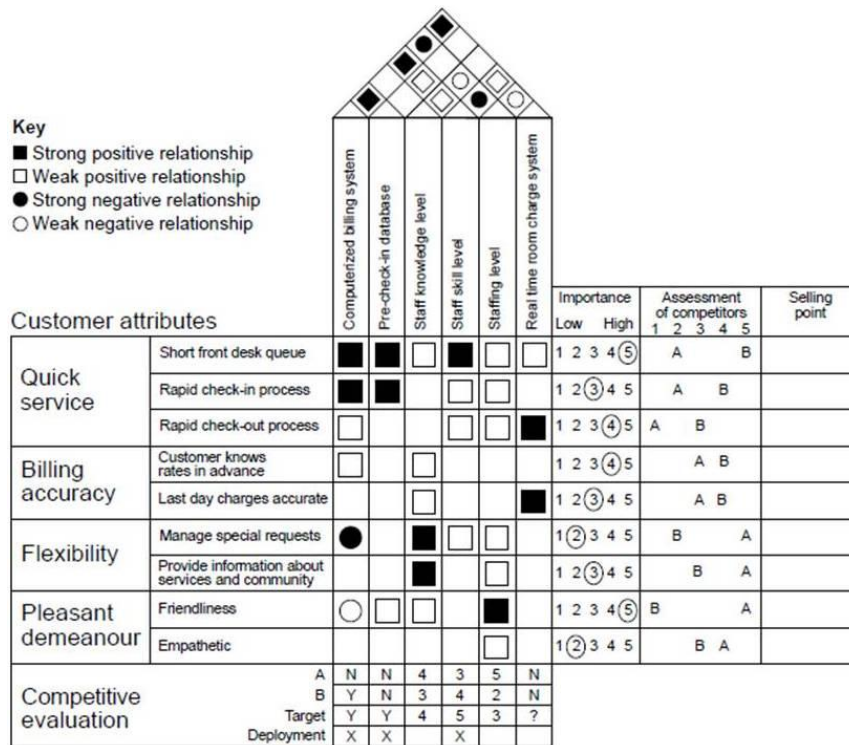 Key
Strong positive relationship
Weak positive relationship
Strong negative relationship
Weak negative relationship
Computerized billing system
Pre-check-in database
Staff knowledge level
Staff skill level
Staffing level
Real time room charge system
Importance
Low High
Assessment of competitors
1 2 3 4 5
Selling point
Customer attributes
Quick service
Short front desk queue
1 2 3 4 5
A B
Rapid check-in process
1 2 3 4 5
A B
Rapid check-out process
1 2 3 4 5
A B
Billing accuracy
Customer knows rates in advance
1 2 3 4 5
A B
Last day charges accurate
1 2 3 4 5
A B
Flexibility
Manage special requests
1 2 3 4 5
B A
Provide information about services and community
1 2 3 4 5
B A
Pleasant demeanour
Friendliness
1 2 3 4 5
B A
Empathetic
1 2 3 4 5
B A
Competitive evaluation
A N N 4 3 5 N
B Y N 3 4 2 N
Target Y Y 4 5 3 ?
Deployment X X X